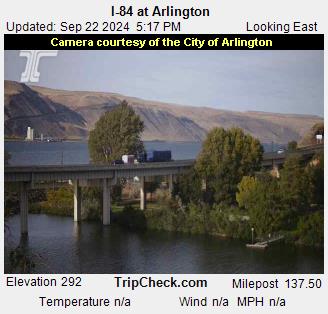 I-84 at Arlington
Updated: Sep 22 2024 5:17 PM Looking East
Camera courtesy of the City of Arlington
Elevation 292 TripCheck.com Milepost 137.50
Temperature n/a Wind n/a MPH n/a